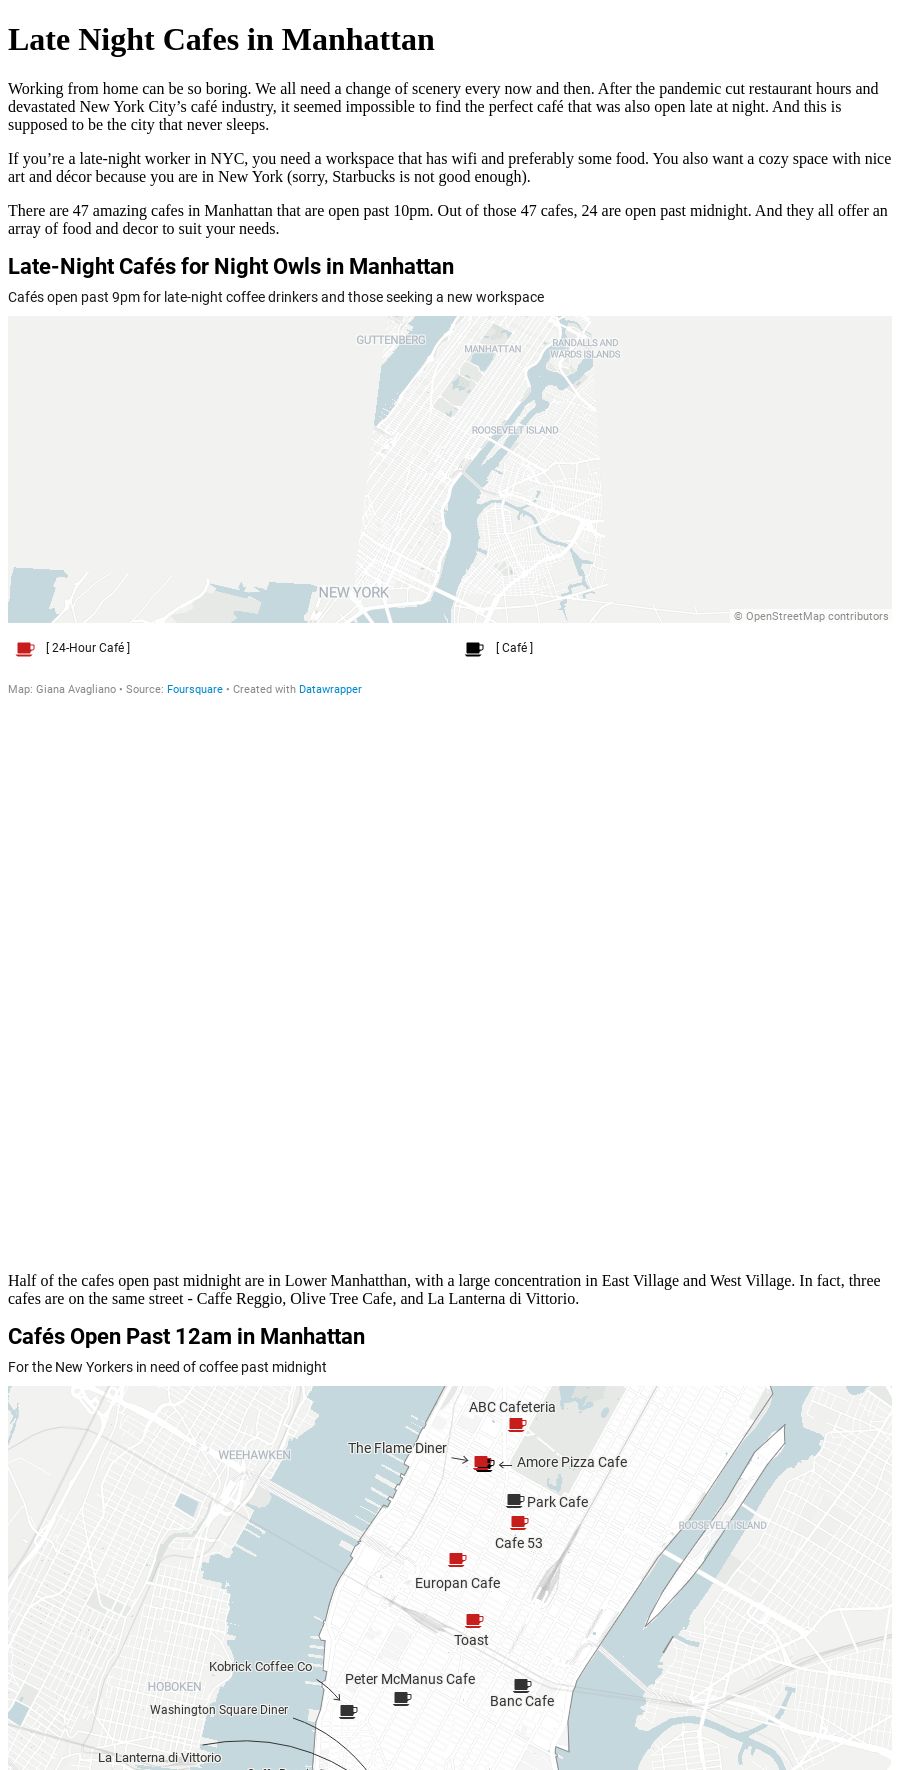 Late Night Cafes in Manhattan
Working from home can be so boring. We all need a change of scenery every now and then. After the pandemic cut restaurant hours and
devastated New York City’s café industry, it seemed impossible to find the perfect café that was also open late at night. And this is
supposed to be the city that never sleeps.
If you’re a late-night worker in NYC, you need a workspace that has wifi and preferably some food. You also want a cozy space with nice
art and décor because you are in New York (sorry, Starbucks is not good enough).
There are 47 amazing cafes in Manhattan that are open past 10pm. Out of those 47 cafes, 24 are open past midnight. And they all offer an
array of food and decor to suit your needs.
Late-Night Cafés for Night Owls in Manhattan
Cafés open past 9pm for late-night coffee drinkers and those seeking a new workspace
GUTTENBERG
MANHATTAN
RANDALLS AND
WARDS ISLANDS
ROOSEVELT ISLAND
NEW YORK
© OpenStreetMap contributors
[ 24-Hour Café ]
[ Café ]
Map: Giana Avagliano • Source: Foursquare • Created with Datawrapper
Half of the cafes open past midnight are in Lower Manhatthan, with a large concentration in East Village and West Village. In fact, three
cafes are on the same street - Caffe Reggio, Olive Tree Cafe, and La Lanterna di Vittorio.
Cafés Open Past 12am in Manhattan
For the New Yorkers in need of coffee past midnight
ABC Cafeteria
The Flame Diner
WEEHAWKEN
Amore Pizza Cafe
Park Cafe
ROOSEVELT ISLAND
Cafe 53
Europan Cafe
Toast
Kobrick Coffee Co
Peter McManus Cafe
HOBOKEN
Banc Cafe
Washington Square Diner
La Lanterna di Vittorio